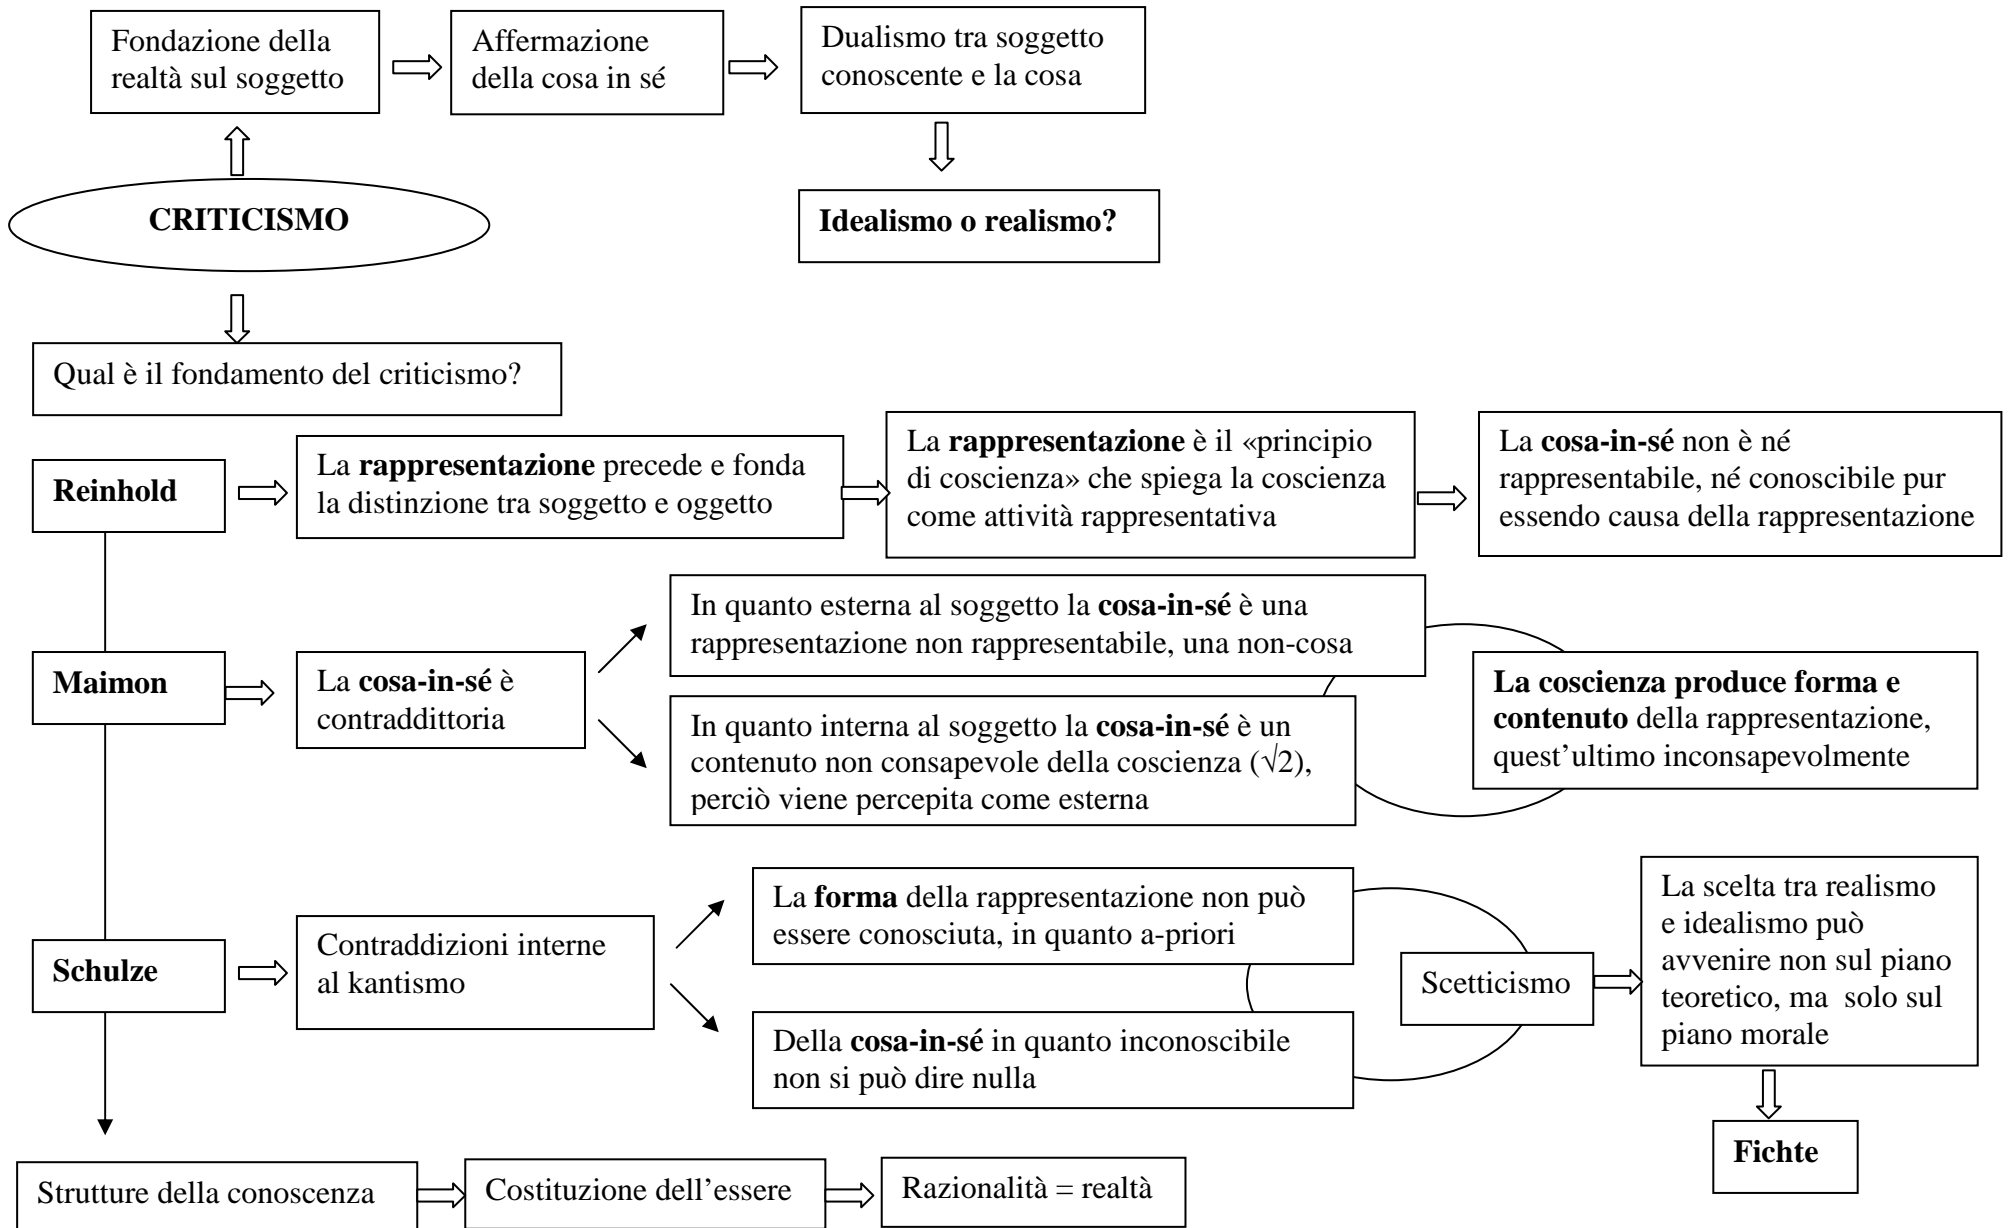 Fondazione della
realtà sul soggetto
Affermazione
della cosa in sé
Dualismo tra soggetto
conoscente e la cosa
CRITICISMO
Idealismo o realismo?
Qual è il fondamento del criticismo?
Reinhold
La rappresentazione precede e fonda
la distinzione tra soggetto e oggetto
La rappresentazione è il «principio
di coscienza» che spiega la coscienza
come attività rappresentativa
La cosa-in-sé non è né
rappresentabile, né conoscibile pur
essendo causa della rappresentazione
Maimon
La cosa-in-sé è
contraddittoria
In quanto esterna al soggetto la cosa-in-sé è una
rappresentazione non rappresentabile, una non-cosa
In quanto interna al soggetto la cosa-in-sé è un
contenuto non consapevole della coscienza (√2),
perciò viene percepita come esterna
La coscienza produce forma e
contenuto della rappresentazione,
quest’ultimo inconsapevolmente
Schulze
Contraddizioni interne
al kantismo
La forma della rappresentazione non può
essere conosciuta, in quanto a-priori
Della cosa-in-sé in quanto inconoscibile
non si può dire nulla
Scetticismo
La scelta tra realismo
e idealismo può
avvenire non sul piano
teoretico, ma solo sul
piano morale
Fichte
Strutture della conoscenza
Costituzione dell’essere
Razionalità = realtà